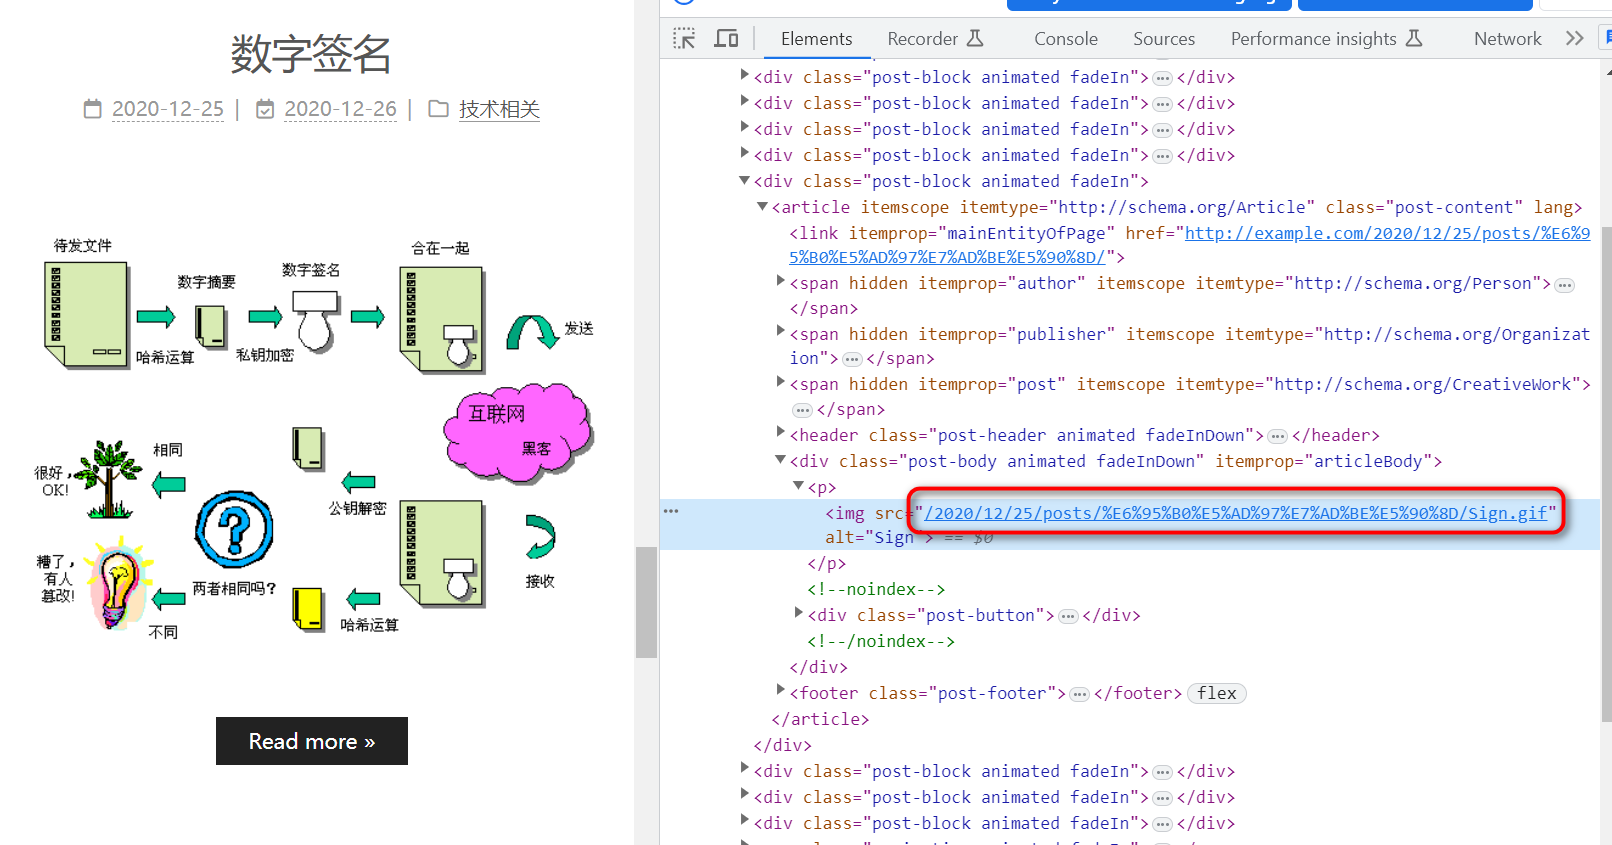 数字签名
2020-12-25 | 2020-12-26 | 技术相关
待发文件
数字摘要
数字签名
合在一起
哈希运算
私钥加密
发送
互联网
黑客
相同
很好，
OK!
公钥解密
两者相同吗?
糟了，
有人
篡改!
不同
哈希运算
接收
Read more »
Elements Recorder Console Sources Performance insights Network
<div class="post-block animated fadeIn">…</div>
<div class="post-block animated fadeIn">…</div>
<div class="post-block animated fadeIn">…</div>
<div class="post-block animated fadeIn">…</div>
<div class="post-block animated fadeIn">
<article itemscope itemtype="http://schema.org/Article" class="post-content" lang>
<link itemprop="mainEntityOfPage" href="http://example.com/2020/12/25/posts/%E6%9
5%B0%E5%AD%97%E7%AD%BE%E5%90%8D/">
<span hidden itemprop="author" itemscope itemtype="http://schema.org/Person">…
</span>
<span hidden itemprop="publisher" itemscope itemtype="http://schema.org/Organizat
ion">…</span>
<span hidden itemprop="post" itemscope itemtype="http://schema.org/CreativeWork">
…</span>
<header class="post-header animated fadeInDown">…</header>
<div class="post-body animated fadeInDown" itemprop="articleBody">
<p>
<img src="/2020/12/25/posts/%E6%95%B0%E5%AD%97%E7%AD%BE%E5%90%8D/Sign.gif"
alt="Sign"> == $0
</p>
<!--noindex-->
<div class="post-button">…</div>
<!--/noindex-->
</div>
<footer class="post-footer">…</footer> flex
</article>
</div>
<div class="post-block animated fadeIn">…</div>
<div class="post-block animated fadeIn">…</div>
<div class="post-block animated fadeIn">…</div>